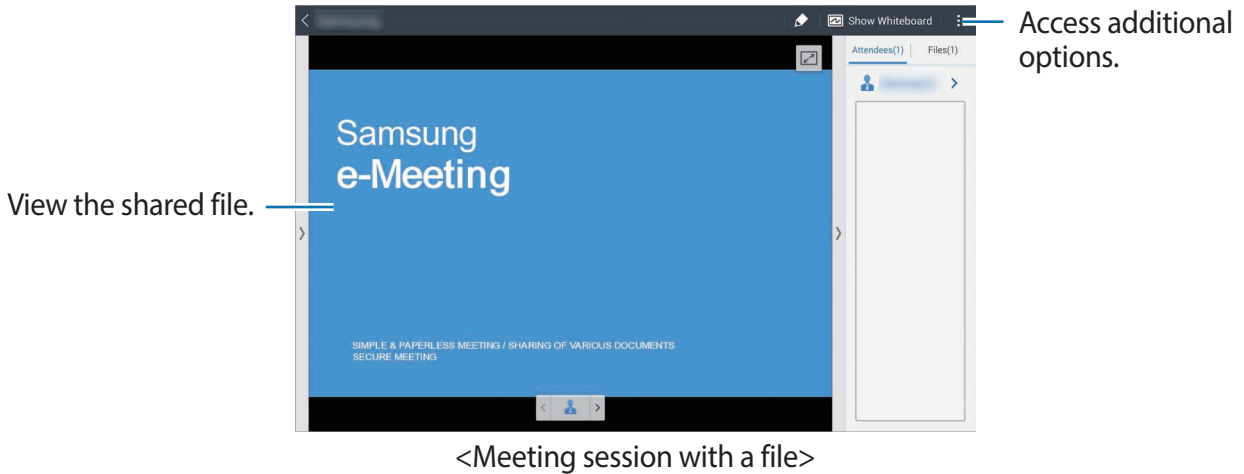 Show Whiteboard
Access additional
options.
Attendees(1)
Files(1)
Samsung
e-Meeting
View the shared file.
SIMPLE & PAPERLESS MEETING / SHARING OF VARIOUS DOCUMENTS
SECURE MEETING
<Meeting session with a file>